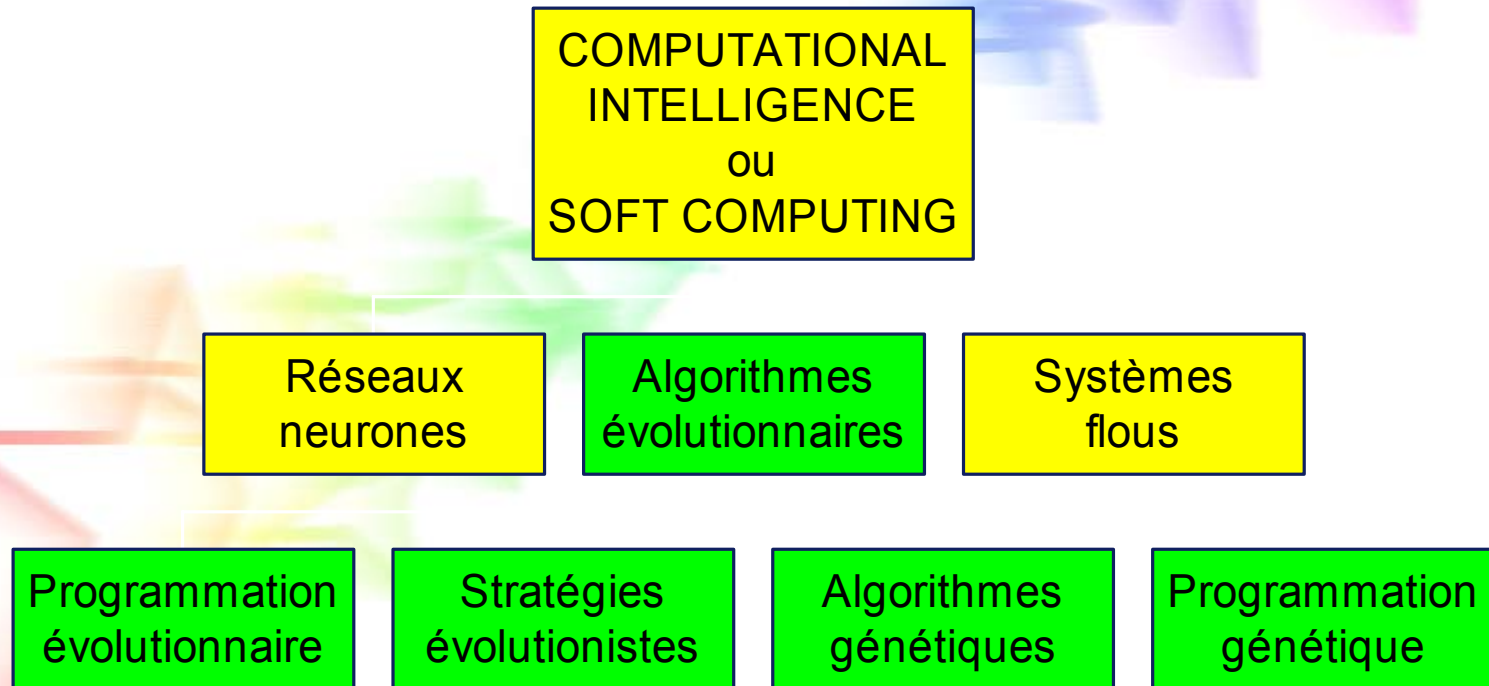 COMPUTATIONAL
INTELLIGENCE
ou
SOFT COMPUTING
Réseaux
neurones
Algorithmes
évolutionnaires
Systèmes
flous
Programmation
évolutionnaire
Stratégies
évolutionistes
Algorithmes
génétiques
Programmation
génétique